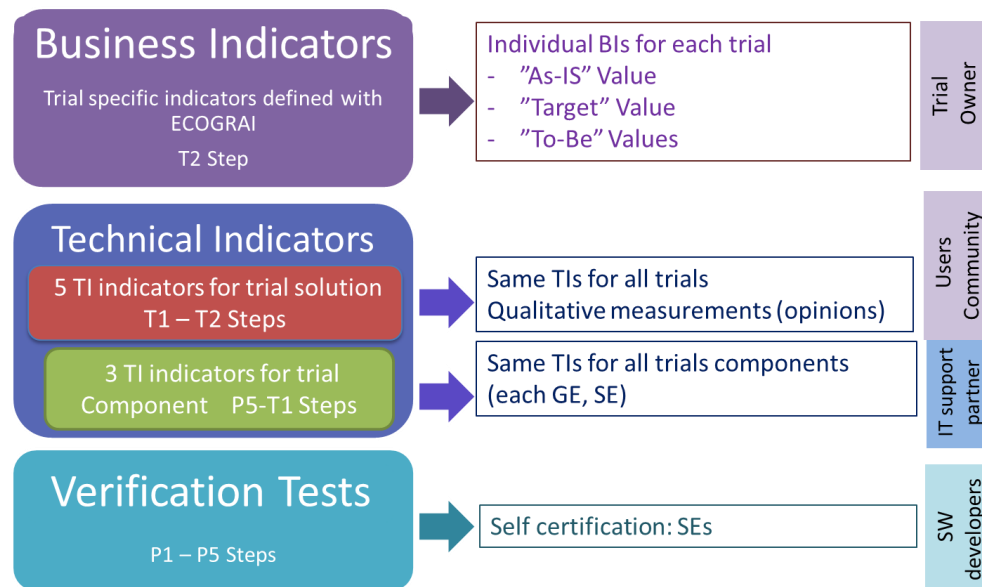 Business Indicators
Trial specific indicators defined with
ECOGRAI
T2 Step
Individual BIs for each trial
- ”As-IS” Value
- ”Target” Value
- ”To-Be” Values
Trial
Owner
Technical Indicators
5 TI indicators for trial solution
T1 – T2 Steps
Same TIs for all trials
Qualitative measurements (opinions)
Users
Community
3 TI indicators for trial
Component P5-T1 Steps
Same TIs for all trials components
(each GE, SE)
IT support
partner
Verification Tests
P1 – P5 Steps
Self certification: SEs
SW
developers